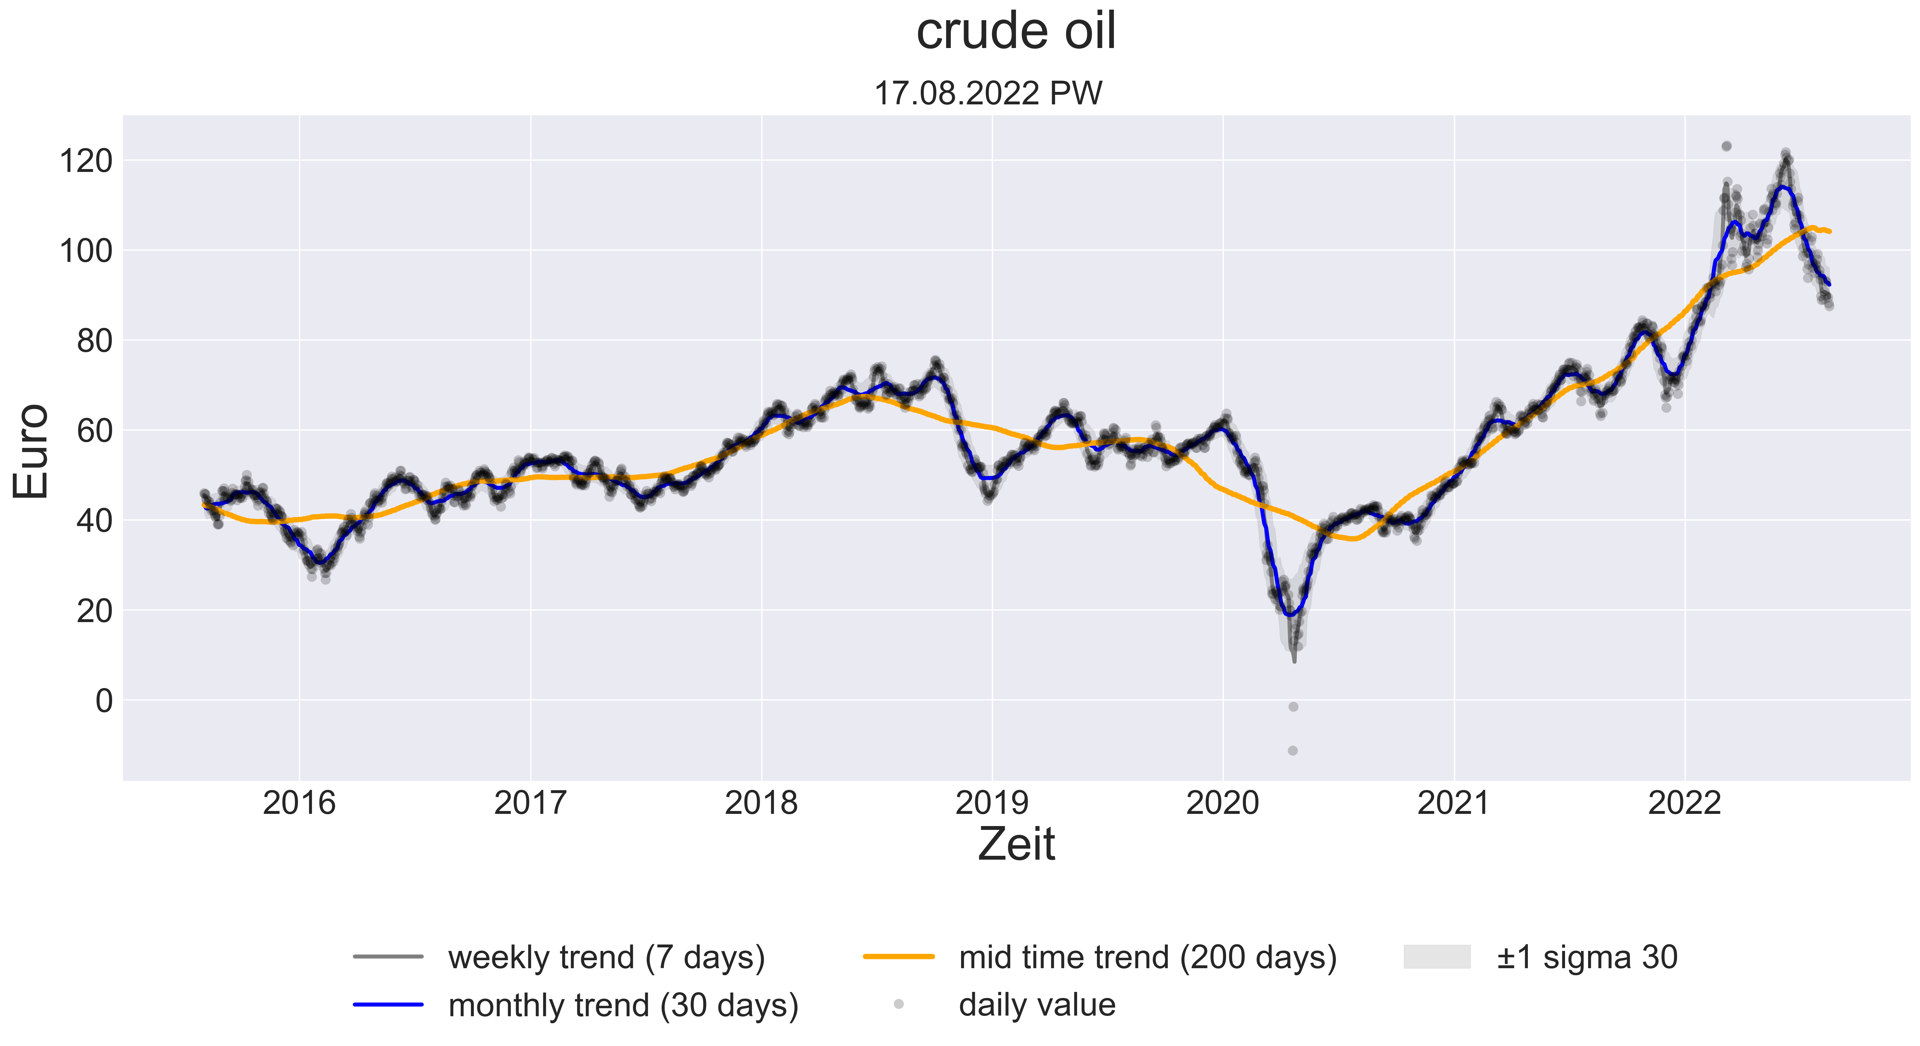 crude oil
17.08.2022 PW
120
100
80
60
40
20
0
Euro
2016 2017 2018 2019 2020 2021 2022
Zeit
weekly trend (7 days) mid time trend (200 days) ±1 sigma 30
monthly trend (30 days) daily value